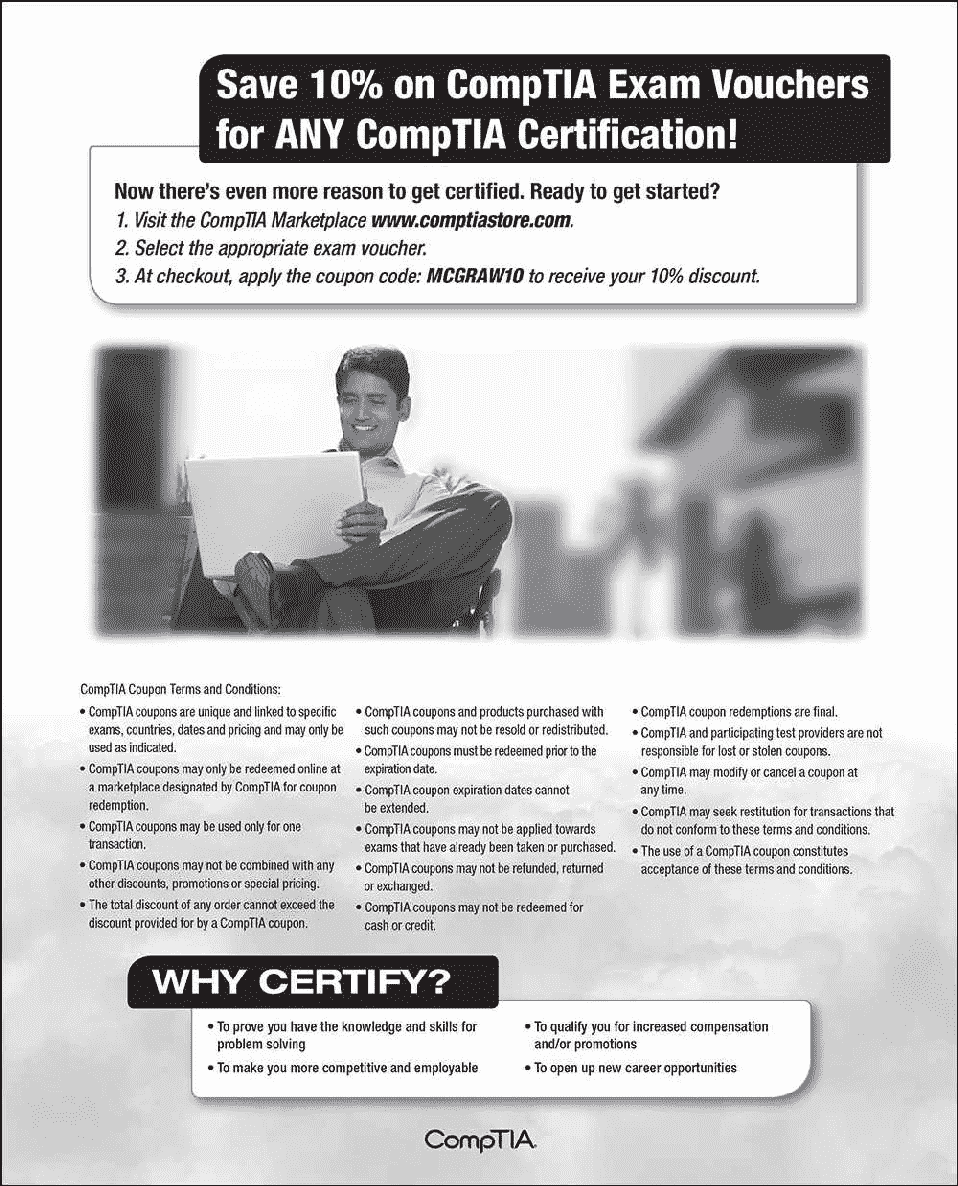 Save 10% on CompTIA Exam Vouchers
for ANY CompTIA Certification!
Now there's even more reason to get certified. Ready to get started?
1. Visit the CompTIA Marketplace www.comptiastore.com.
2. Select the appropriate exam voucher.
3. At checkout, apply the coupon code: MCGRAW10 to receive your 10% discount.
CompTIA Coupon Terms and Conditions:
• CompTIA coupons are unique and linked to specific
exams, countries, dates and pricing and may only be
used as indicated.
• CompTIA coupons may only be redeemed online at
a marketplace designated by CompTIA for coupon
redemption.
• CompTIA coupons may be used only for one
transaction.
• CompTIA coupons may not be combined with any
other discounts, promotions or special pricing.
• The total discount of any order cannot exceed the
discount provided for by a CompTIA coupon.
• CompTIA coupons and products purchased with
such coupons may not be resold or redistributed.
• CompTIA coupons must be redeemed prior to the
expiration date.
• CompTIA coupon expiration dates cannot
be extended.
• CompTIA coupons may not be applied towards
exams that have already been taken or purchased.
• CompTIA coupons may not be refunded, returned
or exchanged.
• CompTIA coupons may not be redeemed for
cash or credit.
• CompTIA coupon redemptions are final.
• CompTIA and participating test providers are not
responsible for lost or stolen coupons.
• CompTIA may modify or cancel a coupon at
any time.
• CompTIA may seek restitution for transactions that
do not conform to these terms and conditions.
• The use of a CompTIA coupon constitutes
acceptance of these terms and conditions.
WHY CERTIFY?
• To prove you have the knowledge and skills for
problem solving
• To make you more competitive and employable
• To qualify you for increased compensation
and/or promotions
• To open up new career opportunities
CompTIA.